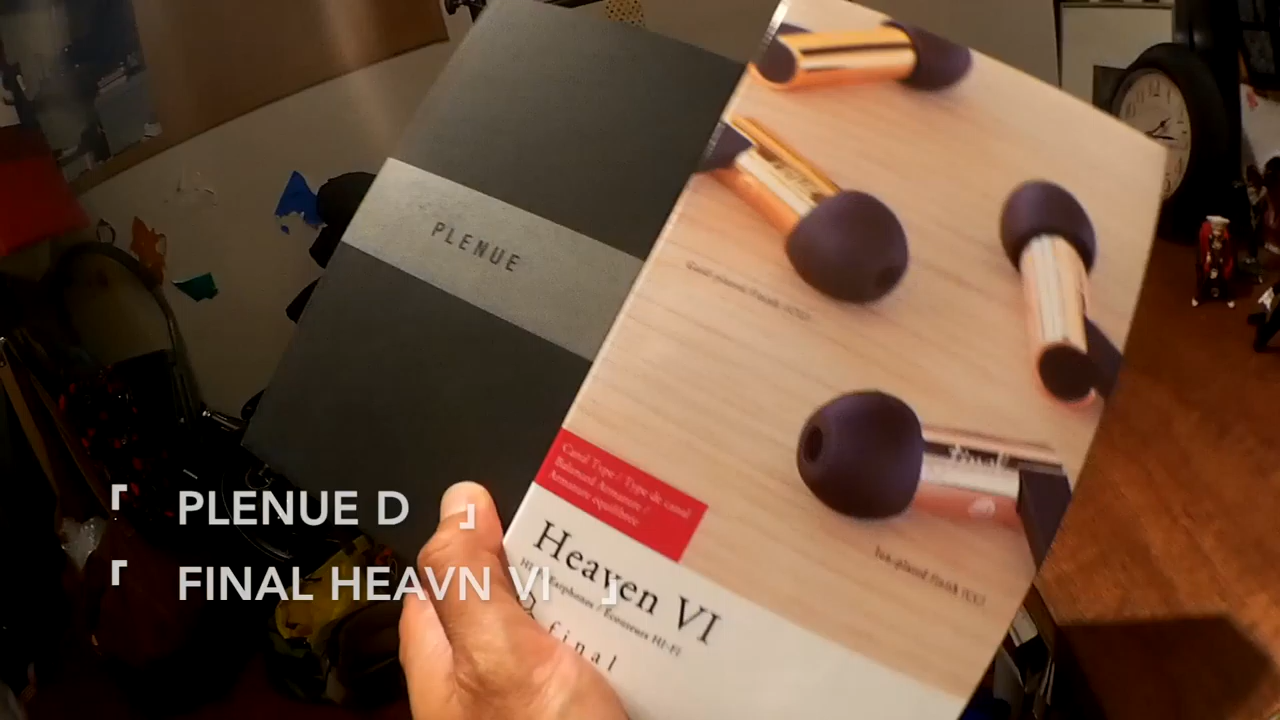 PLENUE
Canal Type / Type de canal
Balanced Armature /
Armature équilibrée
Heaven VI
final
「 PLENUE D 」
「 FINAL HEAVN VI 」